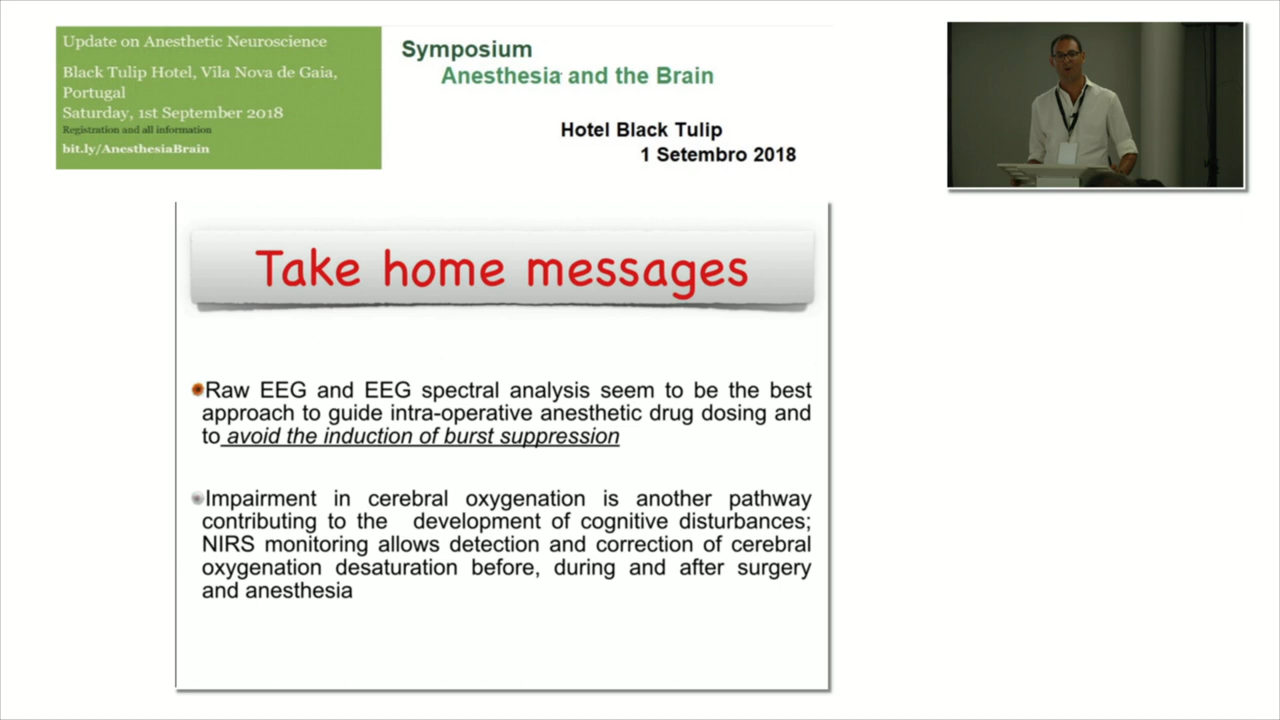 Update on Anesthetic Neuroscience
Black Tulip Hotel, Vila Nova de Gaia,
Portugal
Saturday, 1st September 2018
Registration and all information
bit.ly/AnesthesiaBrain
Symposium
Anesthesia and the Brain
Hotel Black Tulip
1 Setembro 2018
Take home messages
Raw EEG and EEG spectral analysis seem to be the best
approach to guide intra-operative anesthetic drug dosing and
to avoid the induction of burst suppression
Impairment in cerebral oxygenation is another pathway
contributing to the development of cognitive disturbances;
NIRS monitoring allows detection and correction of cerebral
oxygenation desaturation before, during and after surgery
and anesthesia